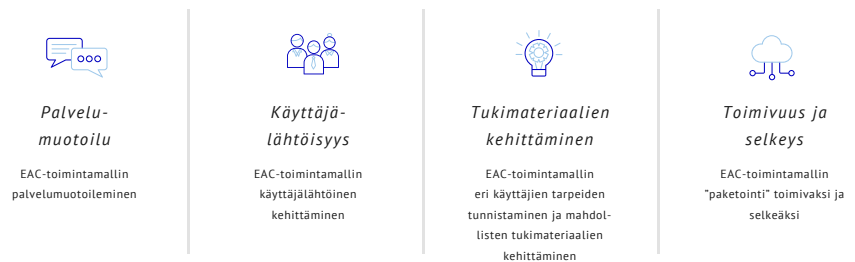 Palvelu-
muotoilu
EAC-toimintamallin
palvelumuotoileminen
Käyttäjä-
lähtöisyys
EAC-toimintamallin
käyttäjälähtöinen
kehittäminen
Tukimateriaalien
kehittäminen
EAC-toimintamallin
eri käyttäjien tarpeiden
tunnistaminen ja mahdol-
listen tukimateriaalien
kehittäminen
Toimivuus ja
selkeys
EAC-toimintamallin
"paketointi" toimivaksi ja
selkeäksi